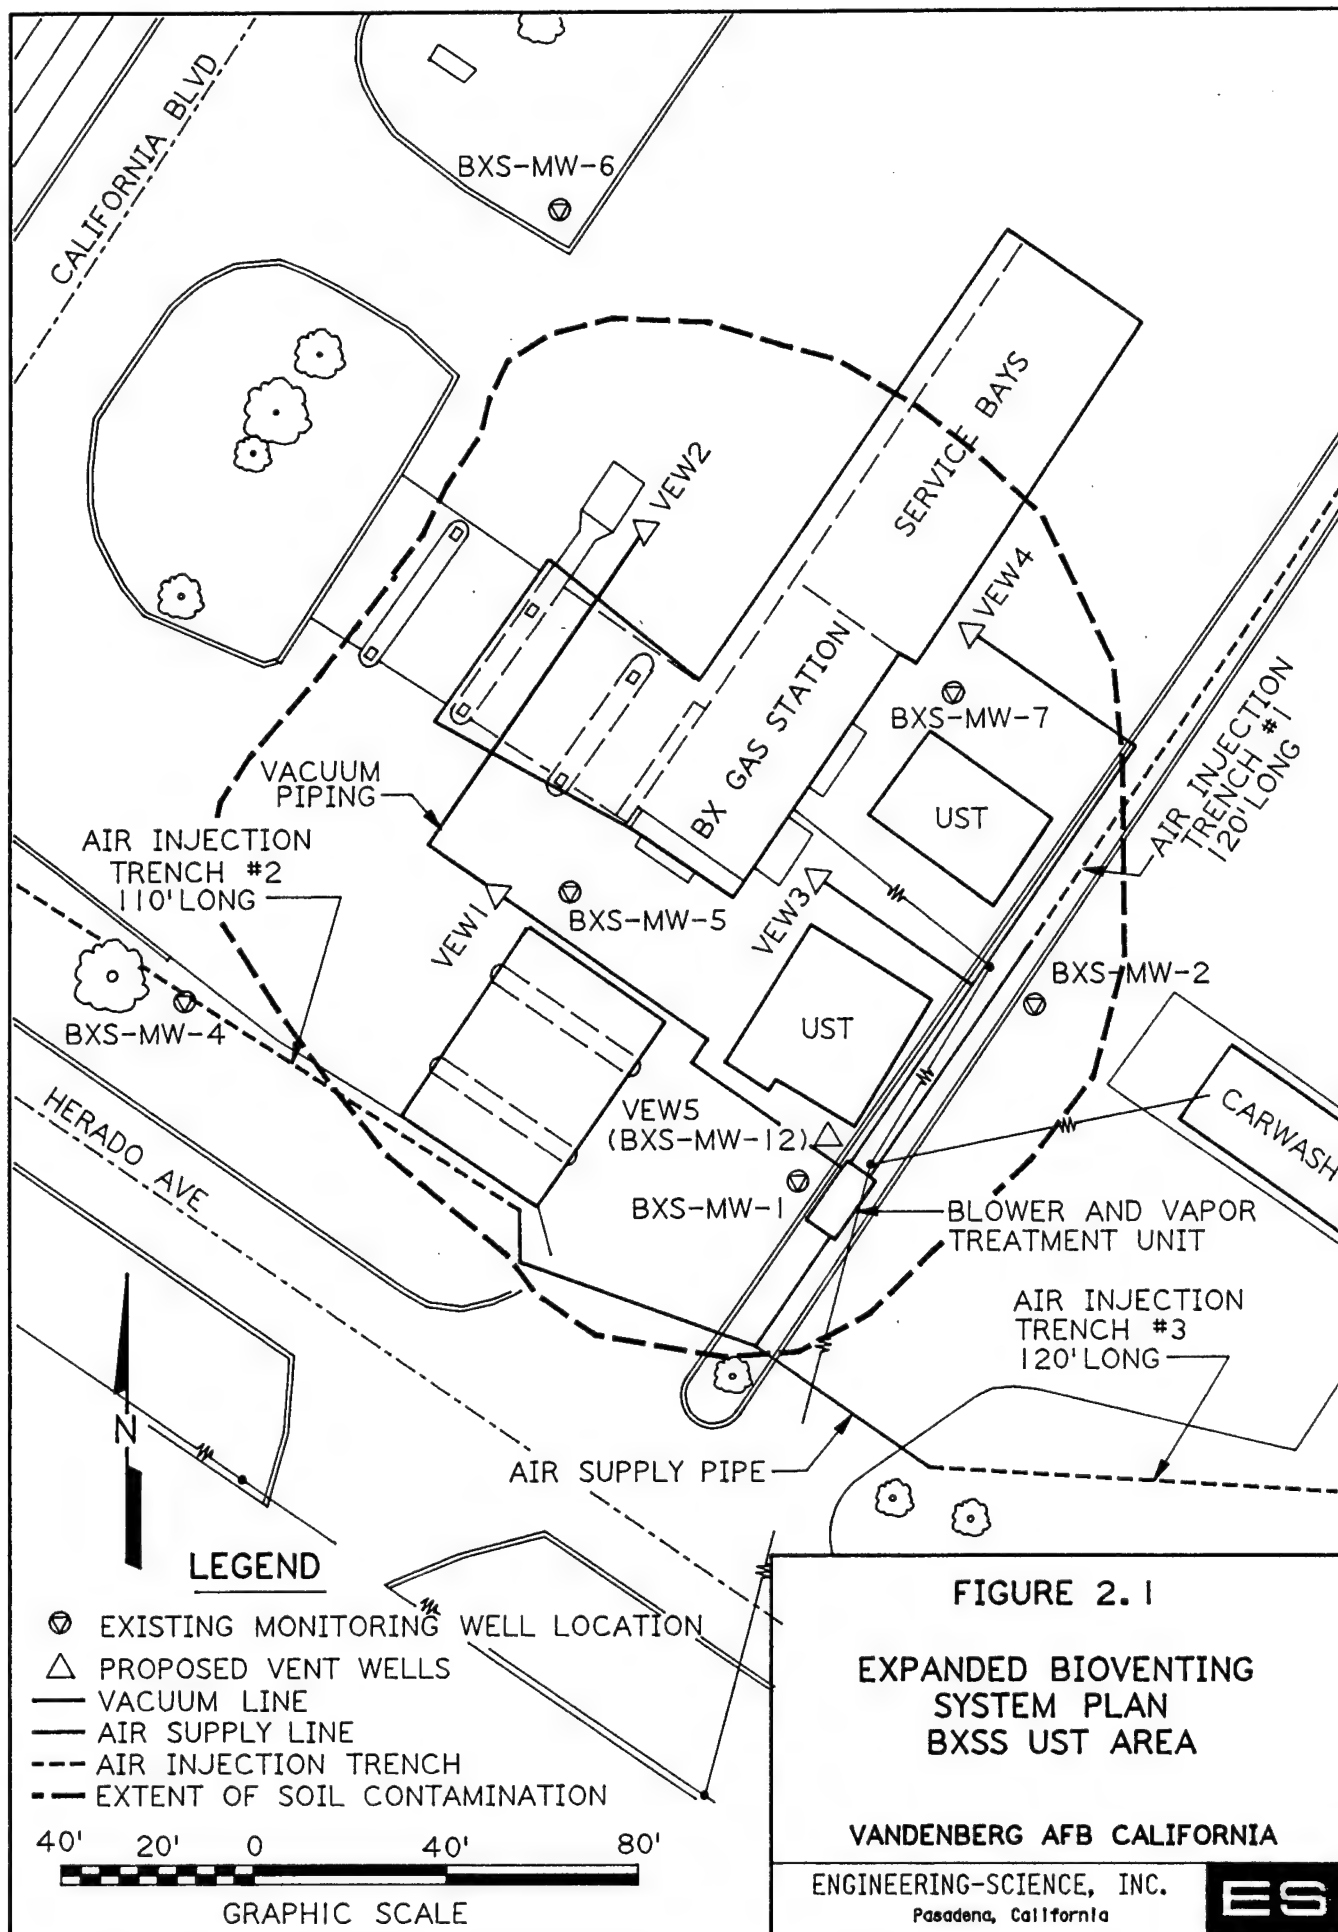 CALIFORNIA BLVD
BXS-MW-6
SERVICE BAYS
VEW2
VEW4
BXS-MW-7
BX GAS STATION
UST
AIR INJECTION
TRENCH #1
120'LONG
VACUUM
PIPING
AIR INJECTION
TRENCH #2
110'LONG
VEW1
BXS-MW-5
VEW3
BXS-MW-2
BXS-MW-4
UST
HERADO AVE
VEW5
(BXS-MW-12)
CARWASH
BXS-MW-1
BLOWER AND VAPOR
TREATMENT UNIT
AIR INJECTION
TRENCH #3
120'LONG
N
AIR SUPPLY PIPE
LEGEND
EXISTING MONITORING WELL LOCATION
PROPOSED VENT WELLS
VACUUM LINE
AIR SUPPLY LINE
AIR INJECTION TRENCH
EXTENT OF SOIL CONTAMINATION
40' 20' 0 40' 80'
GRAPHIC SCALE
FIGURE 2.1
EXPANDED BIOVENTING
SYSTEM PLAN
BXSS UST AREA
VANDENBERG AFB CALIFORNIA
ENGINEERING-SCIENCE, INC.
Pasadena, California
ES